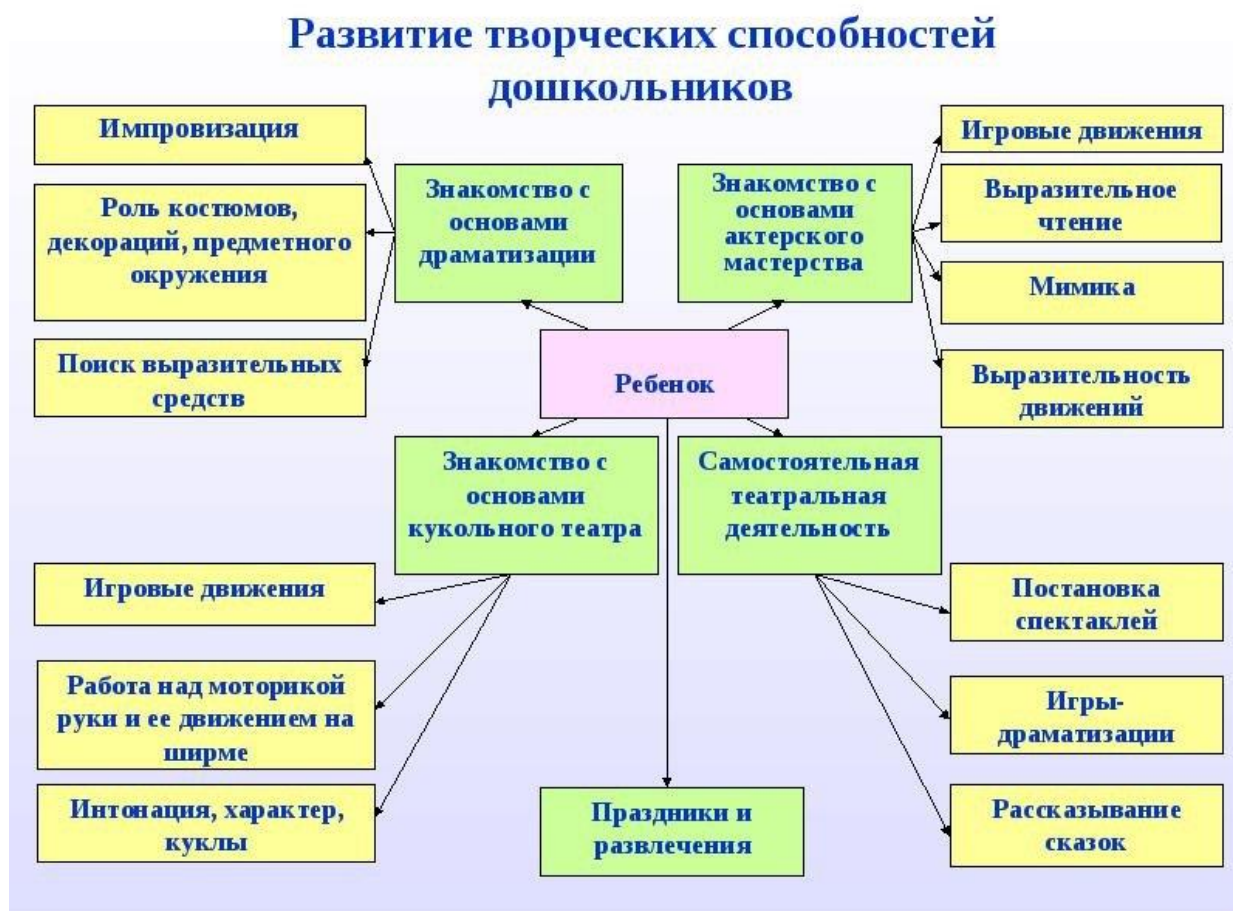 Развитие творческих способностей
дошкольников
Импровизация
Роль костюмов,
декораций, предметного
окружения
Поиск выразительных
средств
Знакомство с
основами
драматизации
Знакомство с
основами
актерского
мастерства
Игровые движения
Выразительное
чтение
Мимика
Выразительность
движений
Ребенок
Знакомство с
основами
кукольного театра
Самостоятельная
театральная
деятельность
Игровые движения
Работа над моторикой
руки и ее движением на
ширме
Интонация, характер,
куклы
Праздники и
развлечения
Постановка
спектаклей
Игры-
драматизации
Рассказывание
сказок